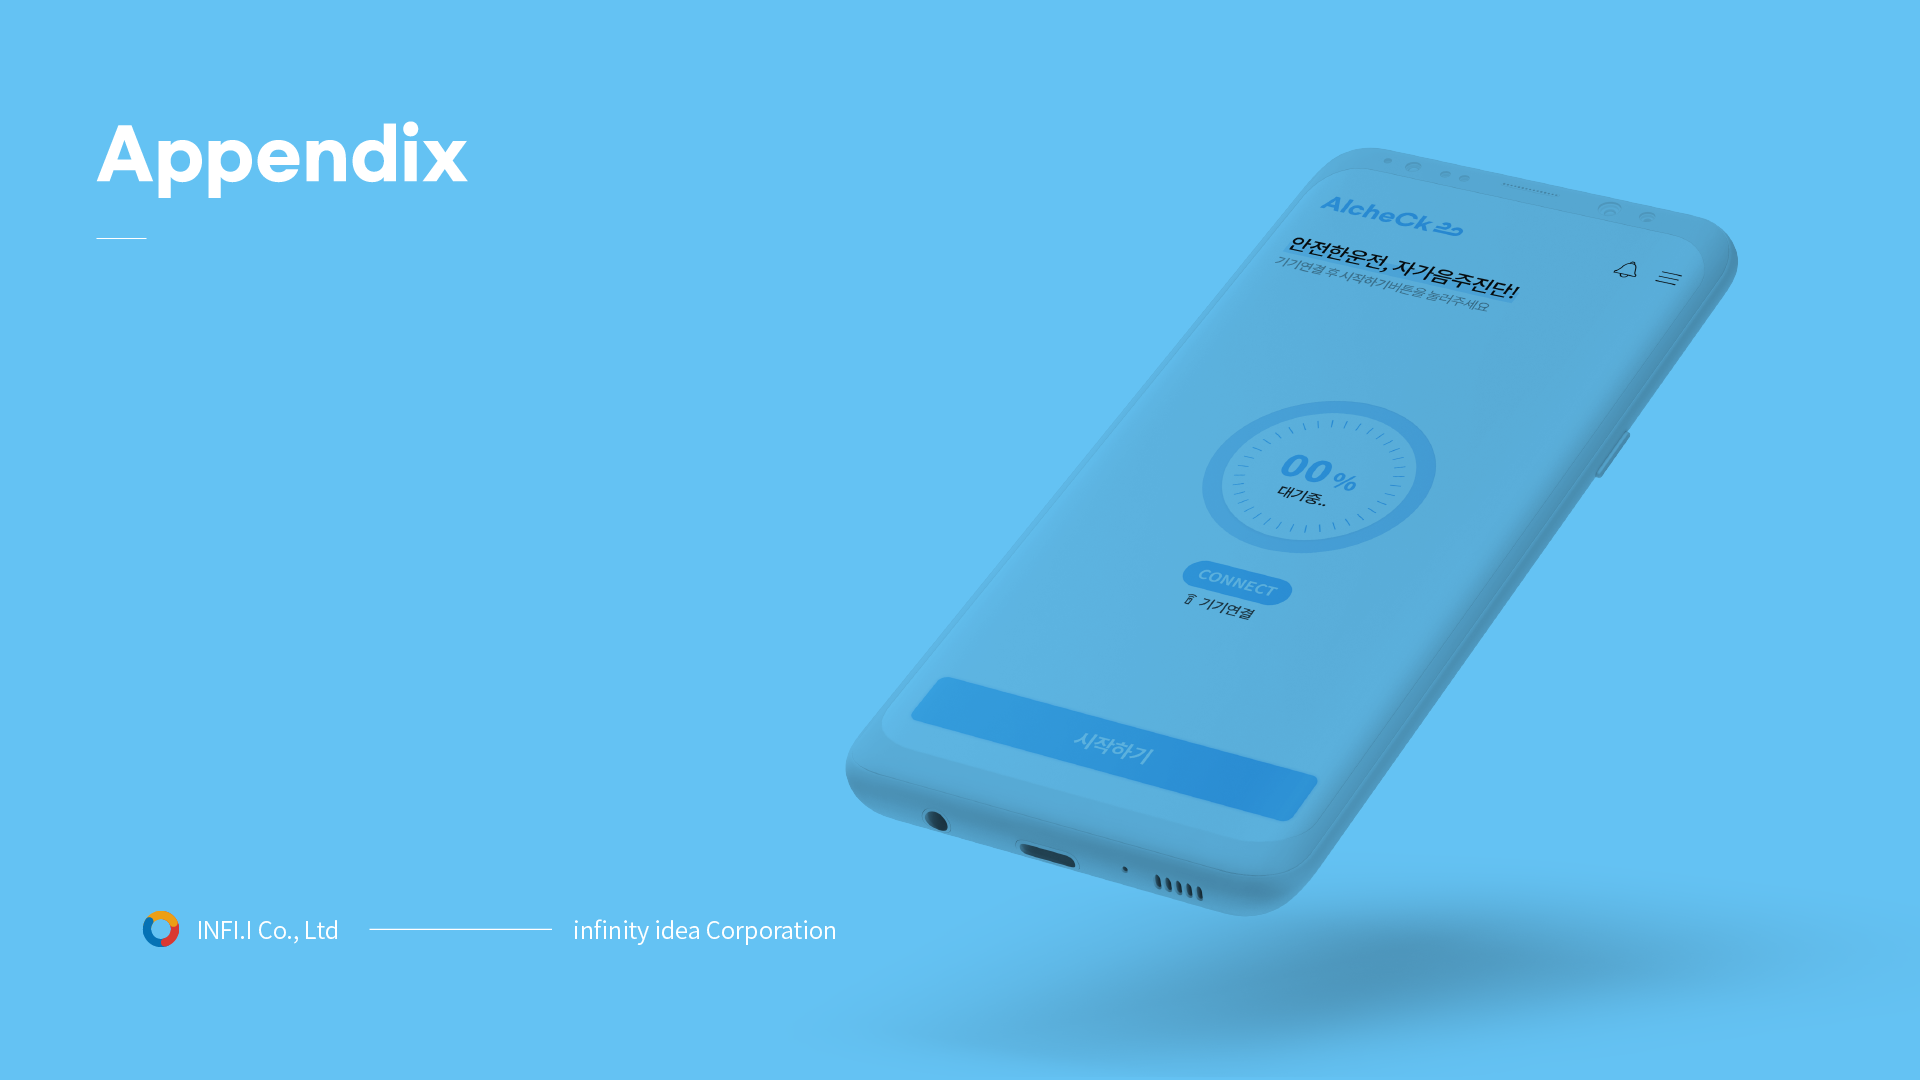 Appendix
AlcheCk
안전한운전, 자가음주진단!
기기연결 후 시작하기버튼을 눌러주세요
00%
대기중..
CONNECT
기기연결
시작하기
INFI.I Co., Ltd
infinity idea Corporation